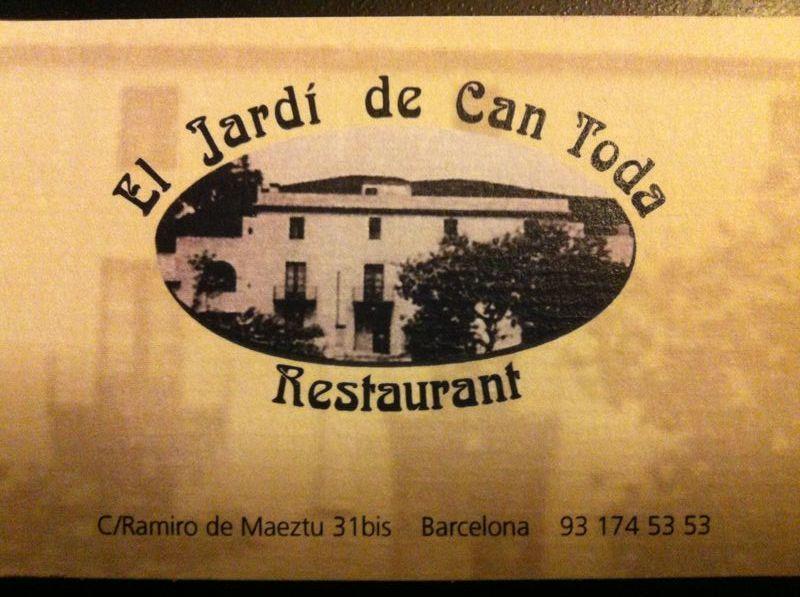 El Jardí de Can Toda
Restaurant
C/Ramiro de Maeztu 31bis Barcelona 93 174 53 53